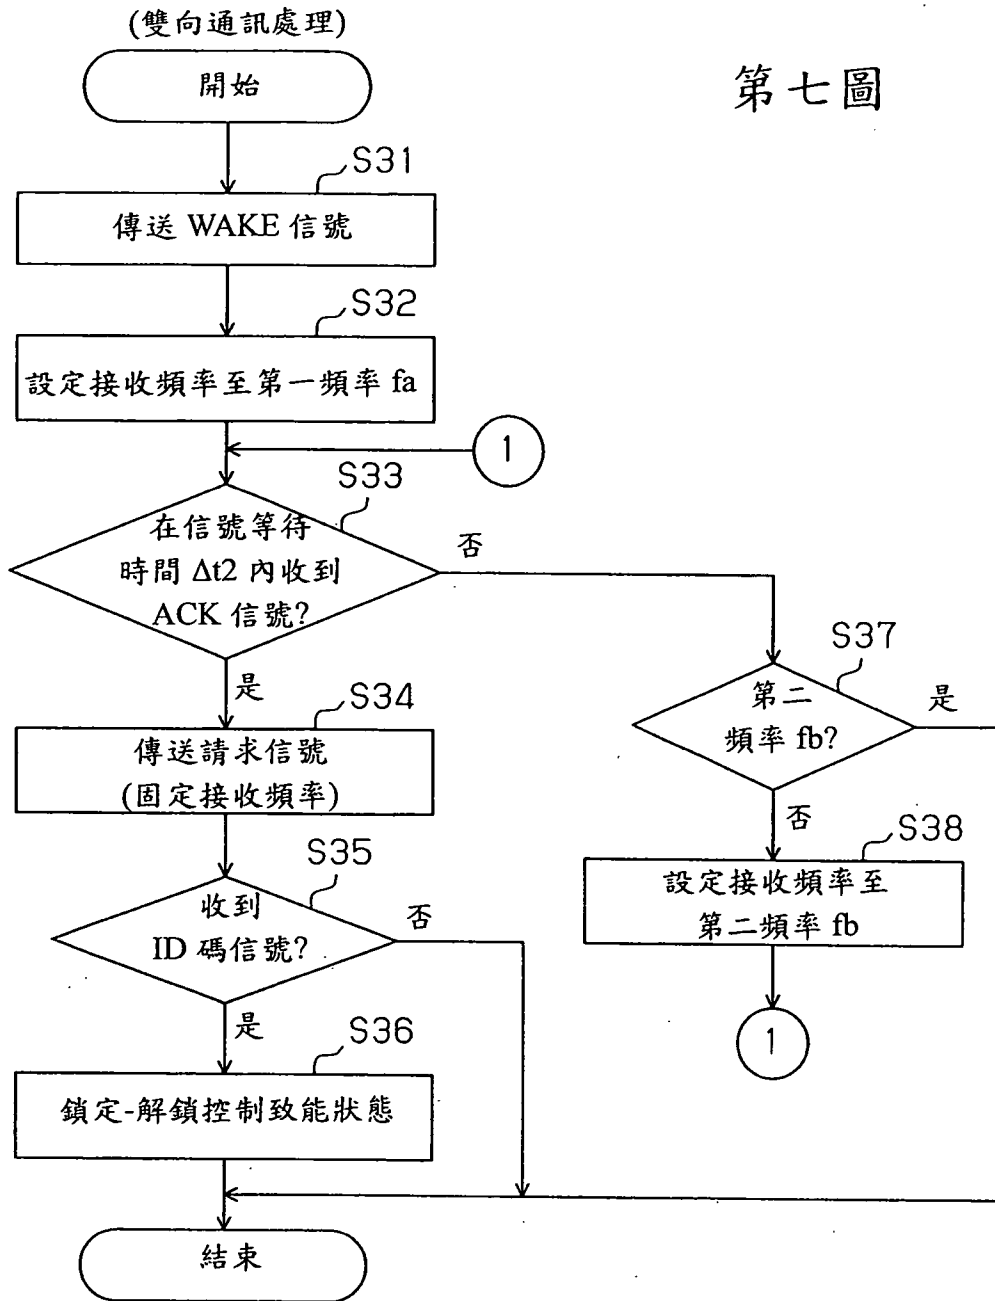 (雙向通訊處理)
開始
第七圖
S31
傳送 WAKE 信號
S32
設定接收頻率至第一頻率 fa
1
S33
在信號等待
時間 Δt2 內收到
ACK 信號?
否
是
S34
傳送請求信號
(固定接收頻率)
S35
收到
ID 碼信號?
否
是
S36
鎖定-解鎖控制致能狀態
結束
S37
第二
頻率 fb?
是
否
S38
設定接收頻率至
第二頻率 fb
1